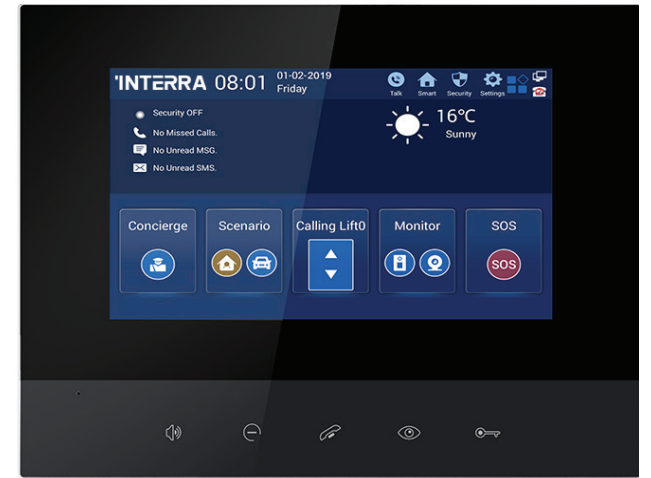 INTERRA 08:01 01-02-2019
Friday
Talk Smart Security Settings
Security OFF
No Missed Calls.
No Unread MSG.
No Unread SMS.
16°C
Sunny
Concierge Scenario Calling Lift0 Monitor SOS
SOS